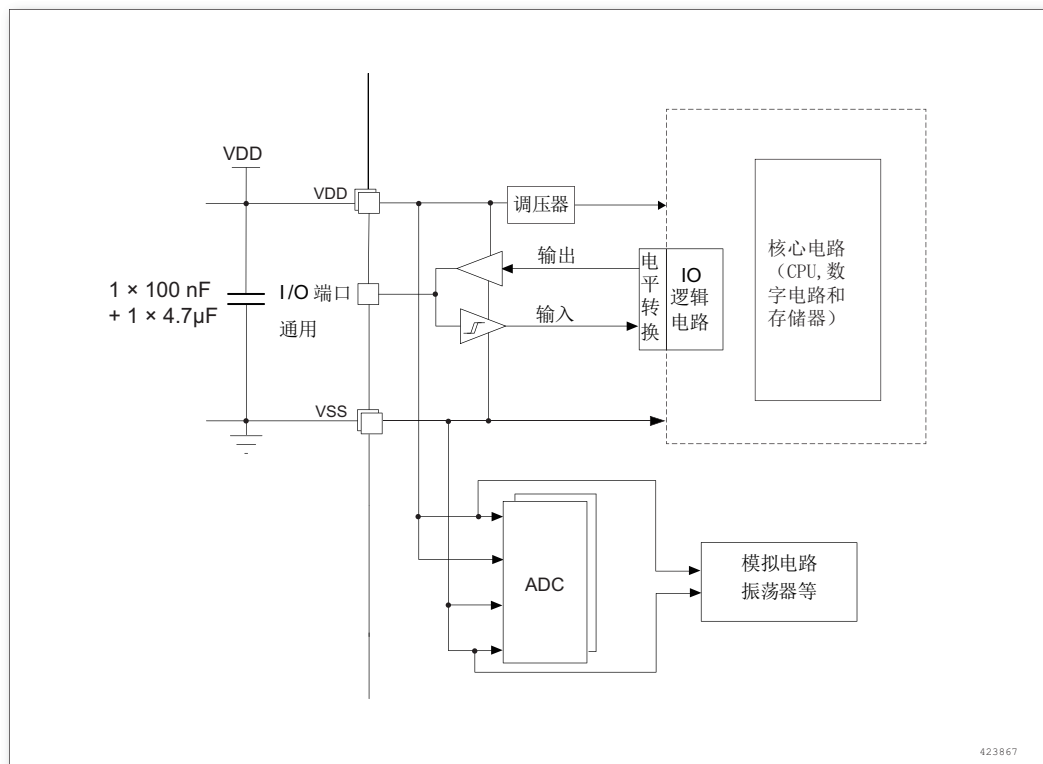 VDD
VDD
调压器
输出
电
平
转
换
IO
逻辑
电路
核心电路
（CPU,数
字电路和
存储器）
1 × 100 nF
+ 1 × 4.7µF
I/O 端口
通用
输入
VSS
ADC
模拟电路
振荡器等
423867